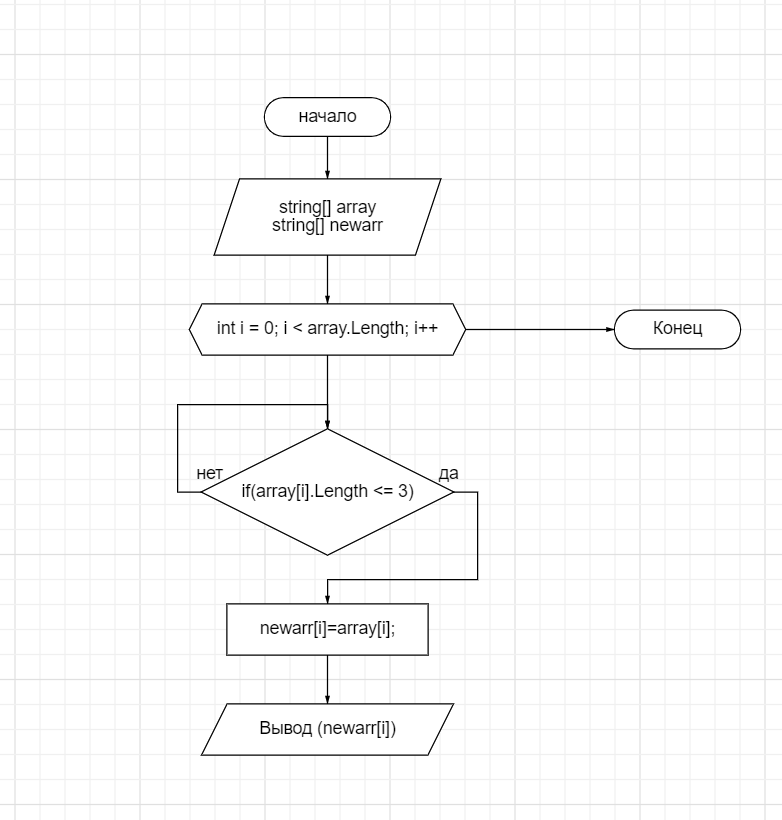 начало
string[] array
string[] newarr
int i = 0; i < array.Length; i++
Конец
нет
да
if(array[i].Length <= 3)
newarr[i]=array[i];
Вывод (newarr[i])